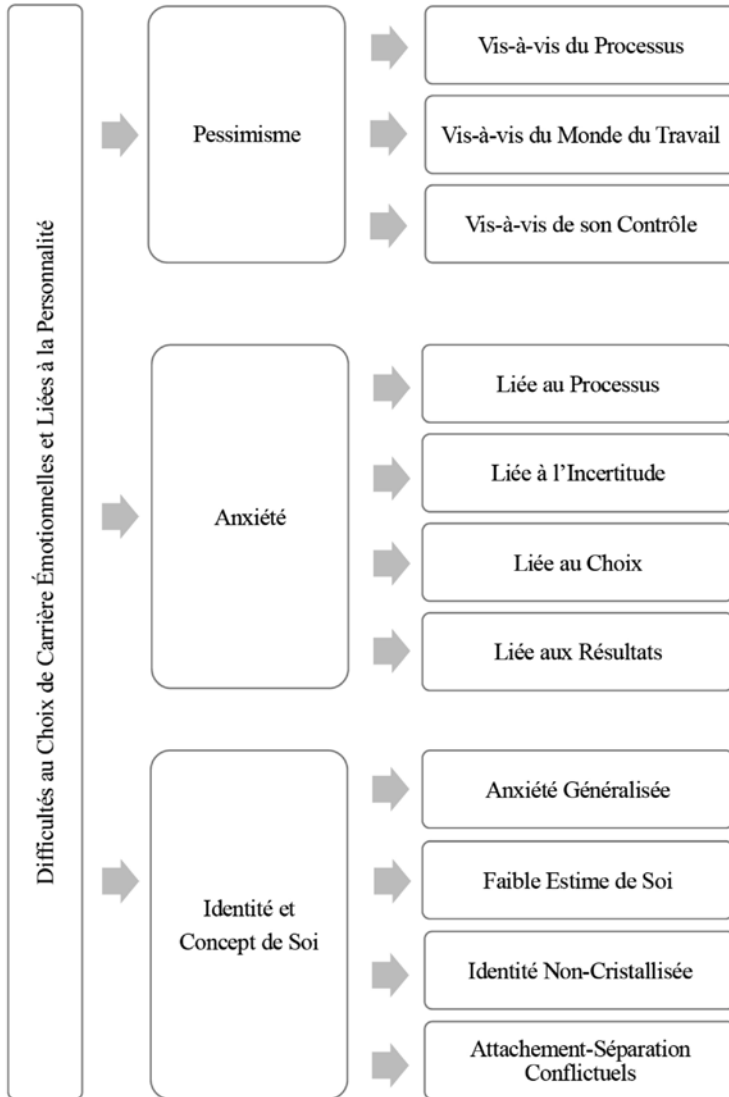 Difficultés au Choix de Carrière Émotionnelles et Liées à la Personnalité
Pessimisme
Vis-à-vis du Processus
Vis-à-vis du Monde du Travail
Vis-à-vis de son Contrôle
Anxiété
Liée au Processus
Liée à l’Incertitude
Liée au Choix
Liée aux Résultats
Identité et
Concept de Soi
Anxiété Généralisée
Faible Estime de Soi
Identité Non-Cristallisée
Attachement-Séparation
Conflictuels